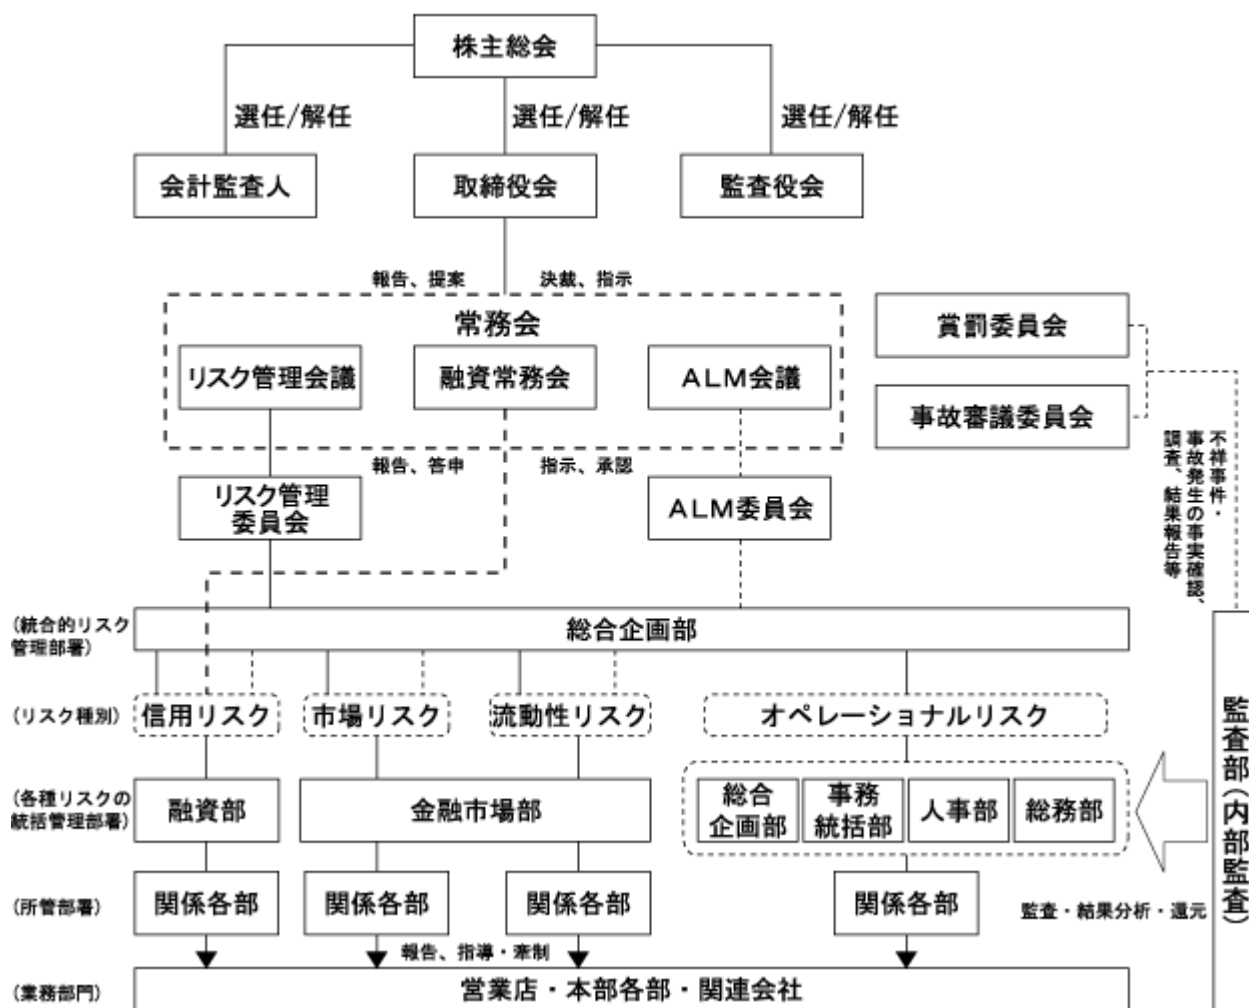 株主総会
選任/解任
選任/解任
選任/解任
会計監査人
取締役会
監査役会
報告、提案
決裁、指示
常務会
リスク管理会議
融資常務会
ALM会議
賞罰委員会
事故審議委員会
報告、答申
指示、承認
リスク管理
委員会
ALM委員会
不祥事件・
事故発生の事実確認、
調査、結果報告等
(統合的リスク
管理部署)
総合企画部
(リスク種別)
信用リスク
市場リスク
流動性リスク
オペレーショナルリスク
(各種リスクの
統括管理部署)
融資部
金融市場部
総合
企画部
事務
統括部
人事部
総務部
監査部(内部監査)
(所管部署)
関係各部
関係各部
関係各部
関係各部
監査・結果分析・還元
報告、指導・牽制
(業務部門)
営業店・本部各部・関連会社